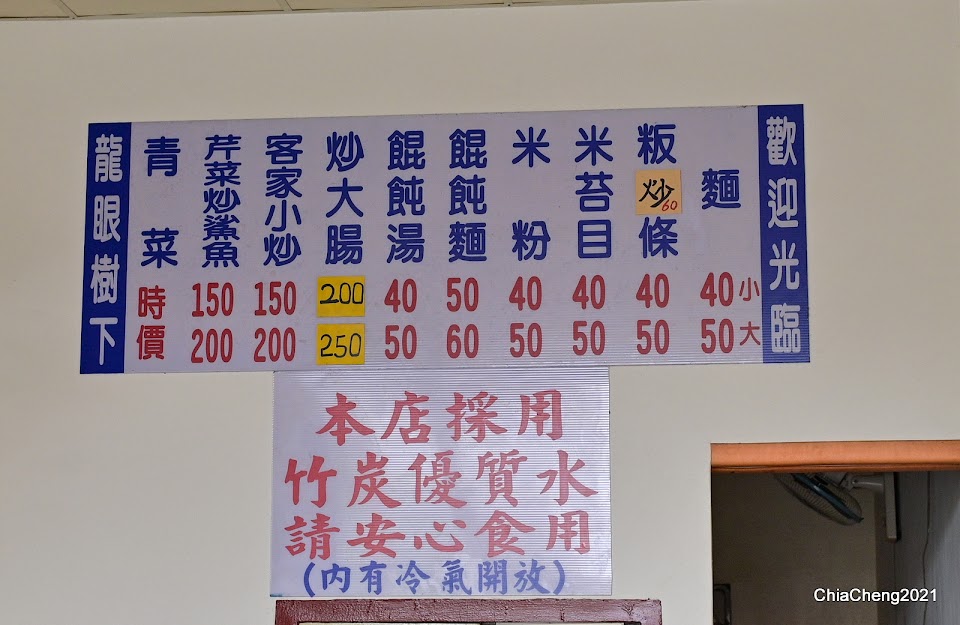 歡迎光臨
麵 40小 50大
粄條 40 50
炒60
米苔目 40 50
米粉 40 50
餛飩麵 50 60
餛飩湯 40 50
炒大腸 200 250
客家小炒 150 200
芹菜炒鯊魚 150 200
青菜 時價
龍眼樹下
本店採用
竹炭優質水
請安心食用
(內有冷氣開放)
ChiaCheng2021